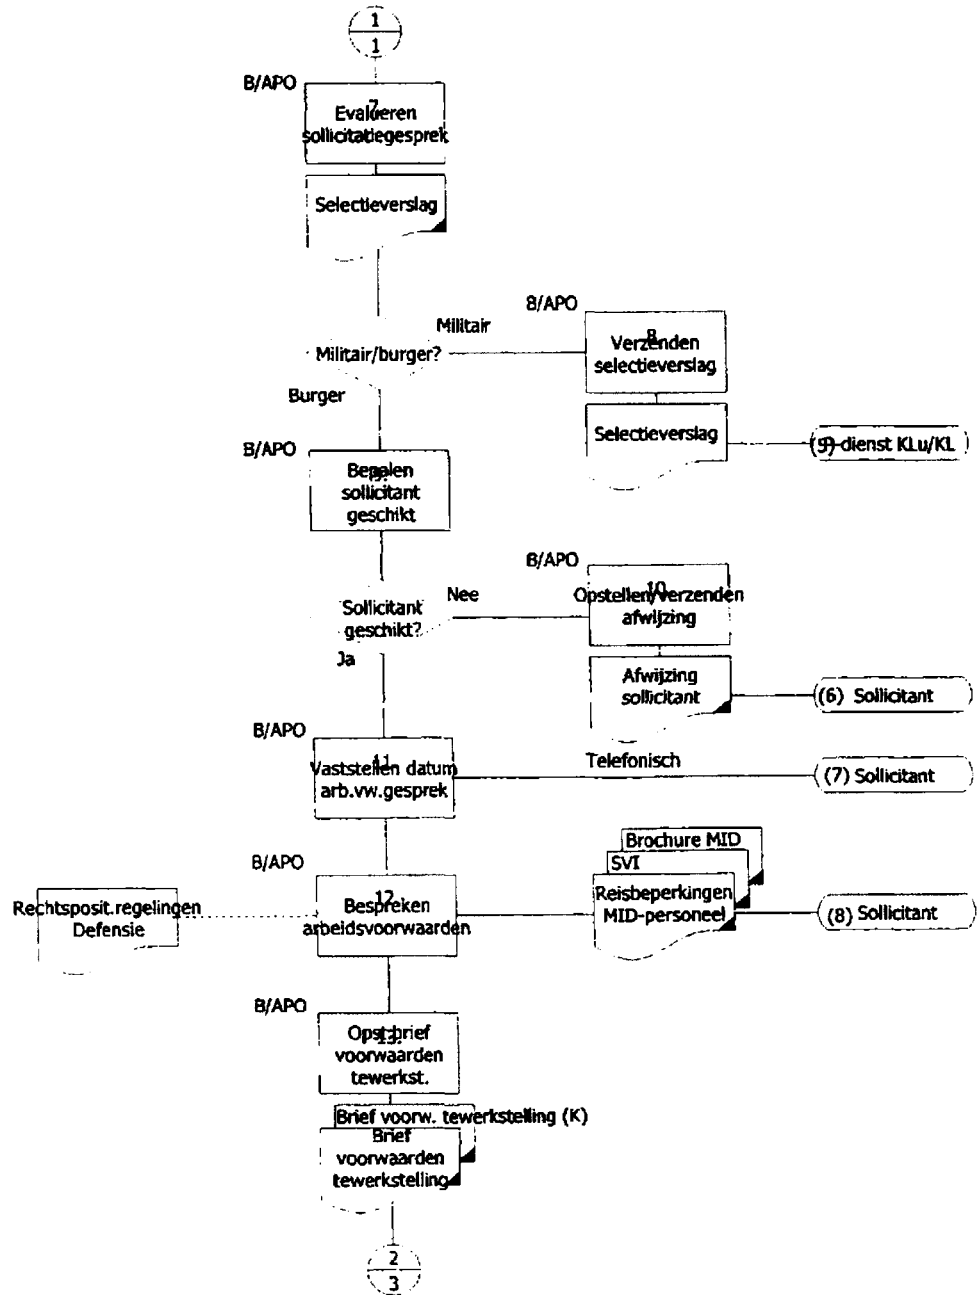 1
1
B/APO
7
Evalueren
sollicitatiegesprek
Selectieverslag
Militair/burger?
Militair
Burger
B/APO
8
Verzenden
selectieverslag
Selectieverslag
-dienst KLu/KL
B/APO
Bepalen
sollicitant
geschikt
Sollicitant
geschikt?
Nee
Ja
B/APO
10
Opstellen/verzenden
afwijzing
Afwijzing
sollicitant
(6) Sollicitant
B/APO
11.
Vaststellen datum
arb.vw.gesprek
Telefonisch
(7) Sollicitant
B/APO
12
Bespreken
arbeidsvoorwaarden
Rechtsposit.regelingen
Defensie
Brochure MID
SVI
Reisbeperkingen
MID-personeel
(8) Sollicitant
B/APO
13.
Opst.brief
voorwaarden
tewerkst.
Brief voorw. tewerkstelling (K)
Brief
voorwaarden
tewerkstelling
2
3